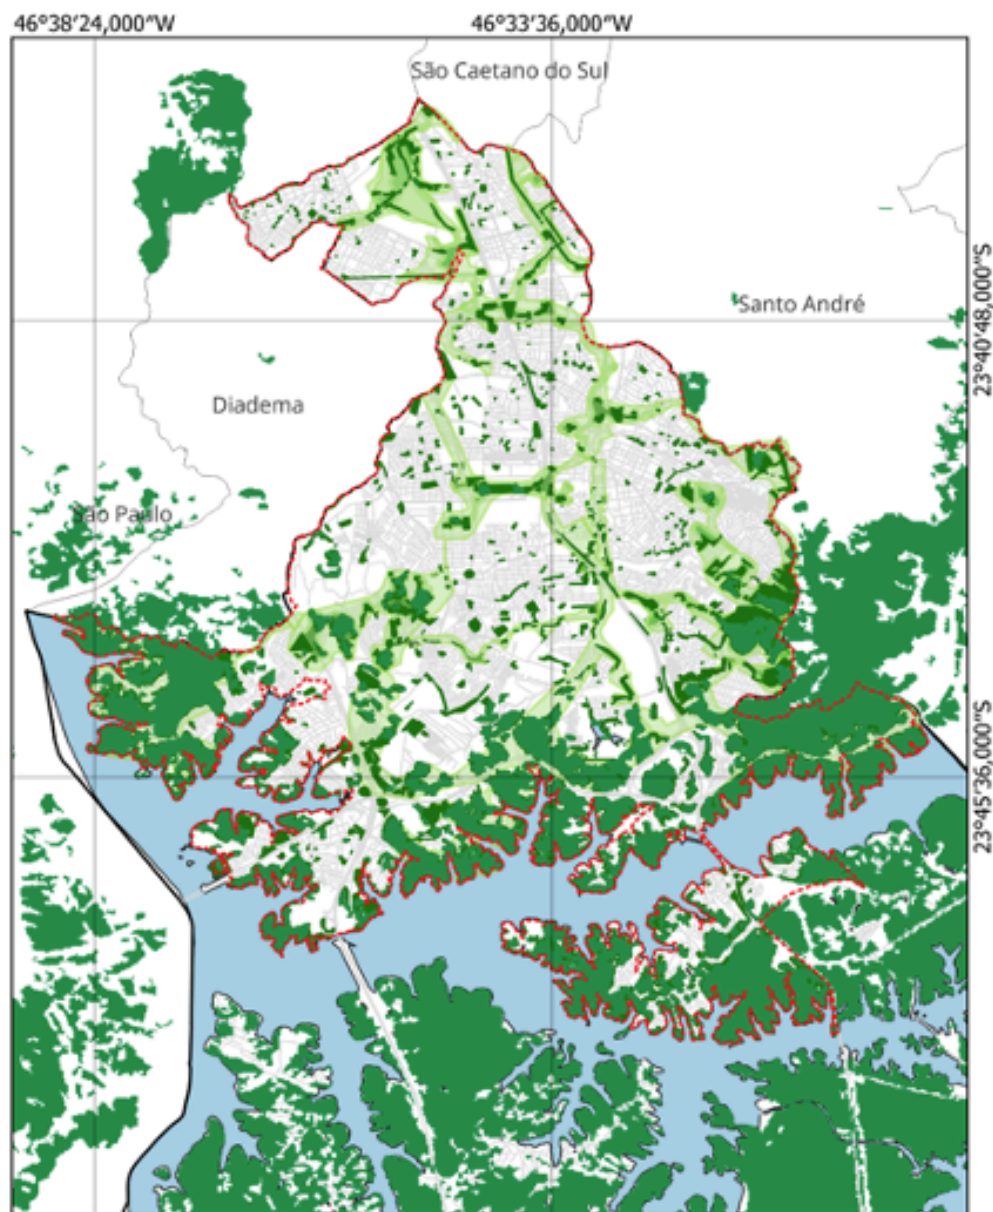 46°38′24,000″W
46°33′36,000″W
São Caetano do Sul
23°40′48,000″S
Santo André
Diadema
São Paulo
23°45′36,000″S